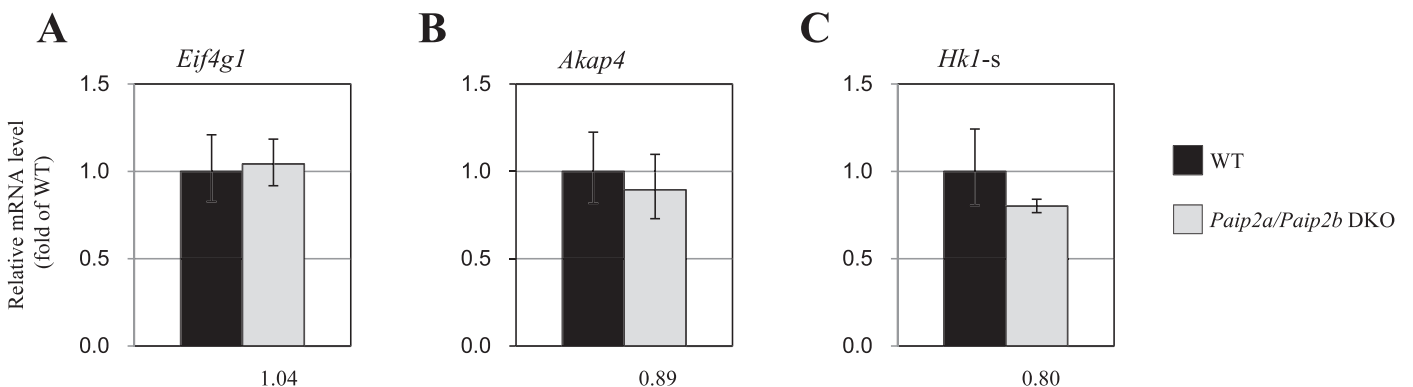 A
Eif4g1
Relative mRNA level
(fold of WT)
1.5
1.0
0.5
0.0
1.04
B
Akap4
1.5
1.0
0.5
0.0
0.89
C
Hk1-s
1.5
1.0
0.5
0.0
0.80
WT
Paip2a/Paip2b DKO